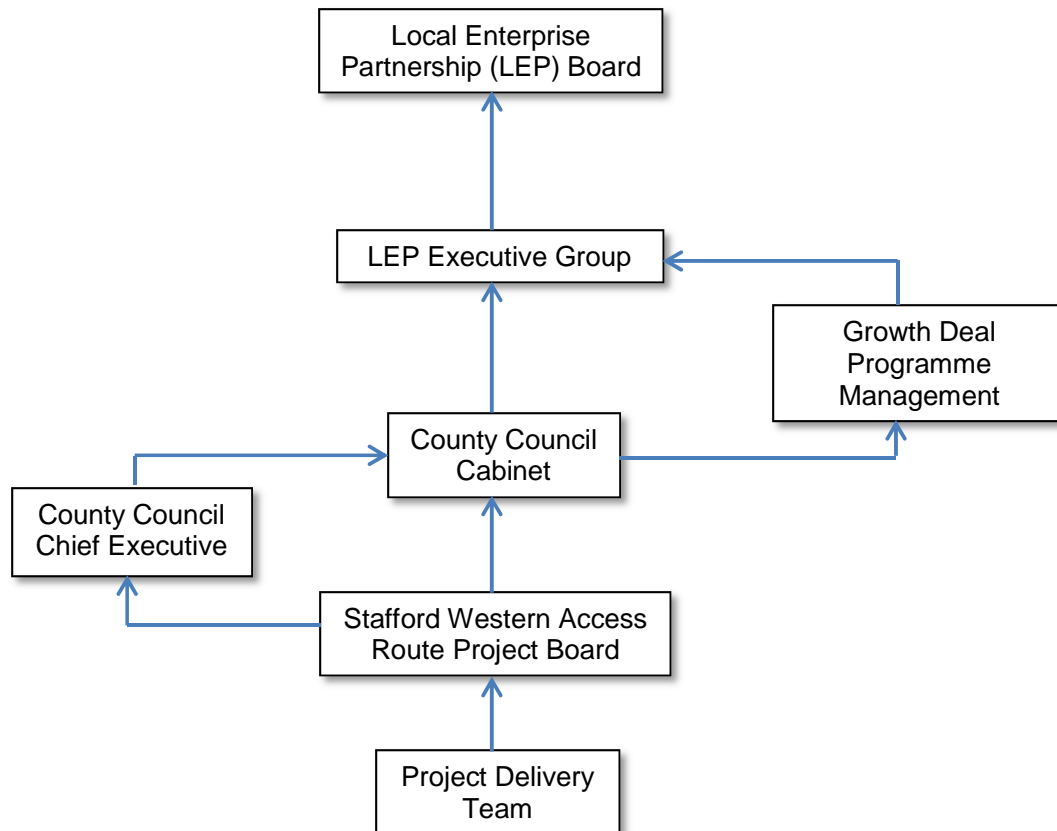 Local Enterprise
Partnership (LEP) Board
LEP Executive Group
Growth Deal
Programme
Management
County Council
Cabinet
County Council
Chief Executive
Stafford Western Access
Route Project Board
Project Delivery
Team